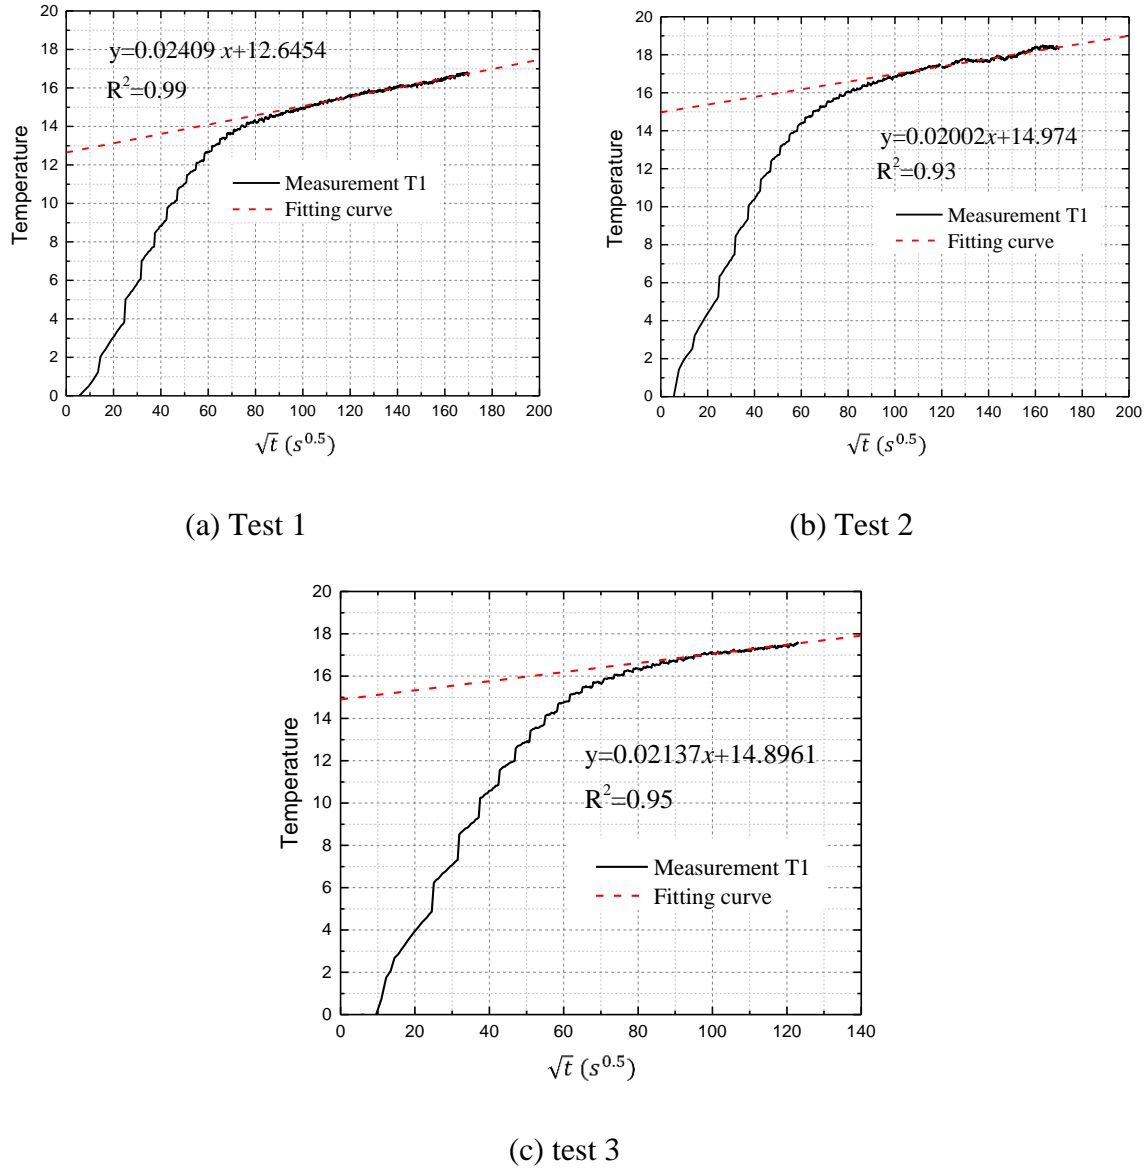 20
18
16
14
12
10
8
6
4
2
0
Temperature
y=0.02409 x+12.6454
R²=0.99
Measurement T1
Fitting curve
0 20 40 60 80 100 120 140 160 180 200
√t (s^0.5)
(a) Test 1
20
18
16
14
12
10
8
6
4
2
0
Temperature
y=0.02002x+14.974
R²=0.93
Measurement T1
Fitting curve
0 20 40 60 80 100 120 140 160 180 200
√t (s^0.5)
(b) Test 2
20
18
16
14
12
10
8
6
4
2
0
Temperature
y=0.02137x+14.8961
R²=0.95
Measurement T1
Fitting curve
0 20 40 60 80 100 120 140
√t (s^0.5)
(c) test 3